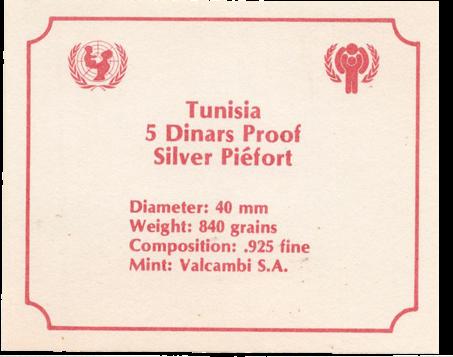 Tunisia
5 Dinars Proof
Silver Piéfort
Diameter: 40 mm
Weight: 840 grains
Composition: .925 fine
Mint: Valcambi S.A.